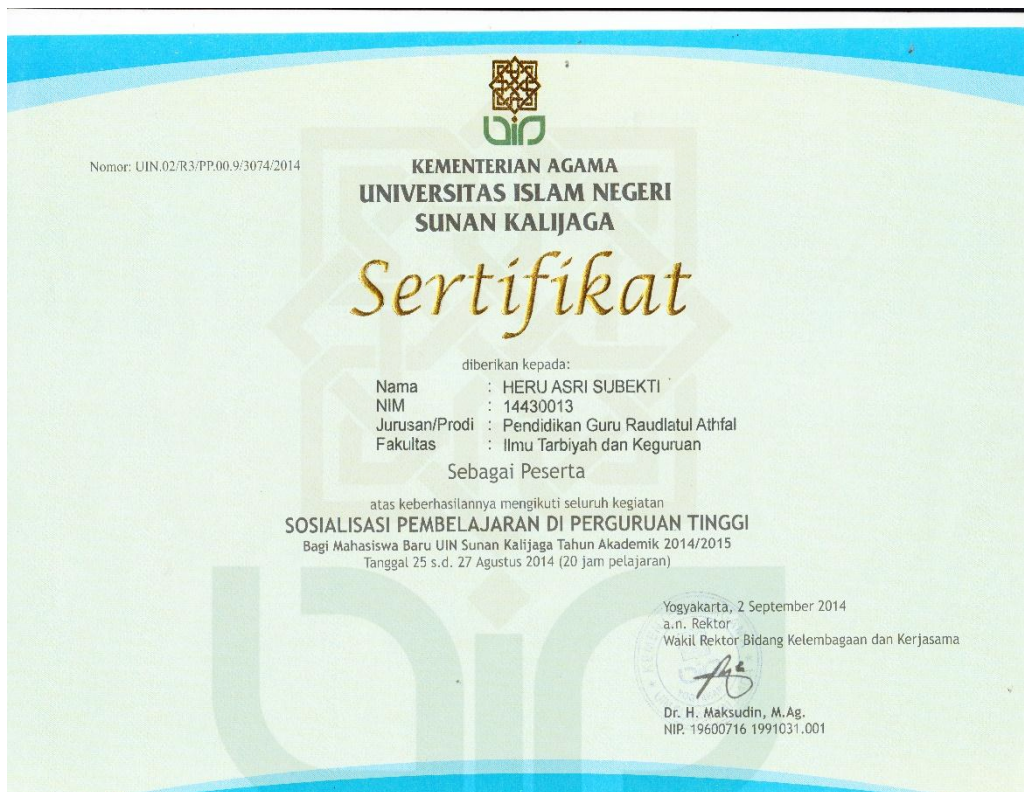 uin
Nomor: UIN.02/R3/PP.00.9/3074/2014
KEMENTERIAN AGAMA
UNIVERSITAS ISLAM NEGERI
SUNAN KALIJAGA
Sertifikat
diberikan kepada:
Nama : HERU ASRI SUBEKTI
NIM : 14430013
Jurusan/Prodi : Pendidikan Guru Raudlatul Athfal
Fakultas : Ilmu Tarbiyah dan Keguruan
Sebagai Peserta
atas keberhasilannya mengikuti seluruh kegiatan
SOSIALISASI PEMBELAJARAN DI PERGURUAN TINGGI
Bagi Mahasiswa Baru UIN Sunan Kalijaga Tahun Akademik 2014/2015
Tanggal 25 s.d. 27 Agustus 2014 (20 jam pelajaran)
Yogyakarta, 2 September 2014
a.n. Rektor
Wakil Rektor Bidang Kelembagaan dan Kerjasama
Dr. H. Maksudin, M.Ag.
NIP. 19600716 1991031.001